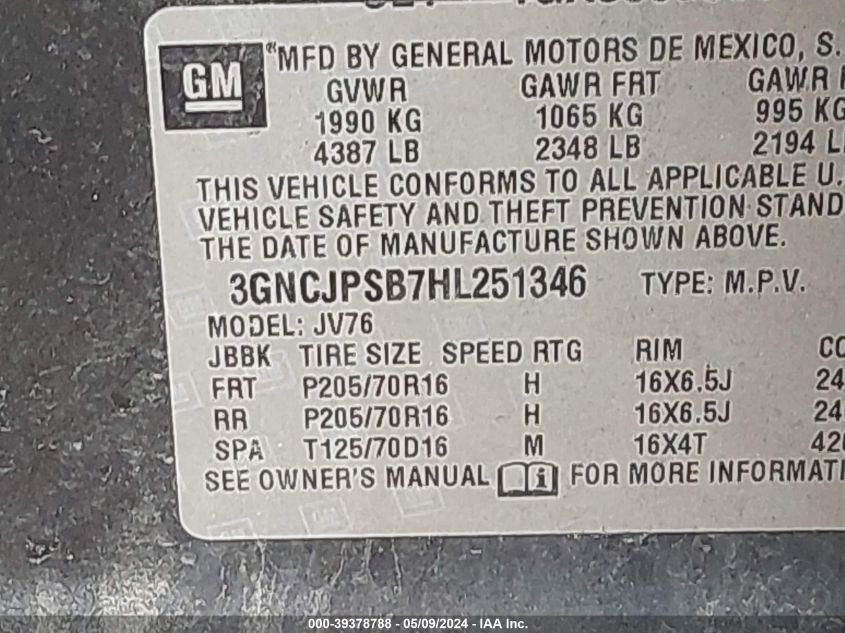 GM
"MFD BY GENERAL MOTORS DE MEXICO, S.
GVWR GAWR FRT GAWR
1990 KG 1065 KG 995 KG
4387 LB 2348 LB 2194 L
THIS VEHICLE CONFORMS TO ALL APPLICABLE U.
VEHICLE SAFETY AND THEFT PREVENTION STAND
THE DATE OF MANUFACTURE SHOWN ABOVE.
3GNCJPSB7HL251346 TYPE: M.P.V.
MODEL: JV76
JBBK TIRE SIZE SPEED RTG RIM CO
FRT P205/70R16 H 16X6.5J 24
RR P205/70R16 H 16X6.5J 24
SPA T125/70D16 M 16X4T 420
SEE OWNER'S MANUAL i FOR MORE INFORMATI
000-39378788 - 05/09/2024 - IAA Inc.